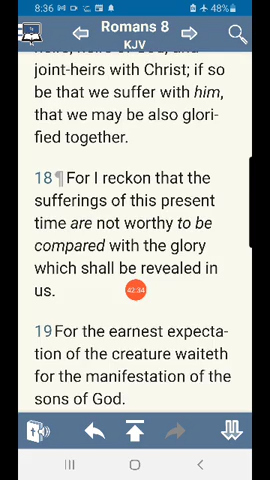 8:36
48%
Romans 8
KJV
joint-heirs with Christ; if so
be that we suffer with him,
that we may be also glori-
fied together.
18 ¶ For I reckon that the
sufferings of this present
time are not worthy to be
compared with the glory
which shall be revealed in
us.
42:34
19 For the earnest expecta-
tion of the creature waiteth
for the manifestation of the
sons of God.